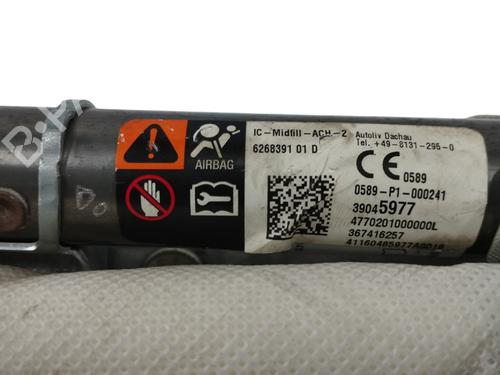 IC-Midfill-ACH-2
Autoliv Dachau
Tel. +49-8131-295-0
6268391 01 D
AIRBAG
CE 0589
0589-P1-000241
39045977
4770201000000L
367416257
B-PA